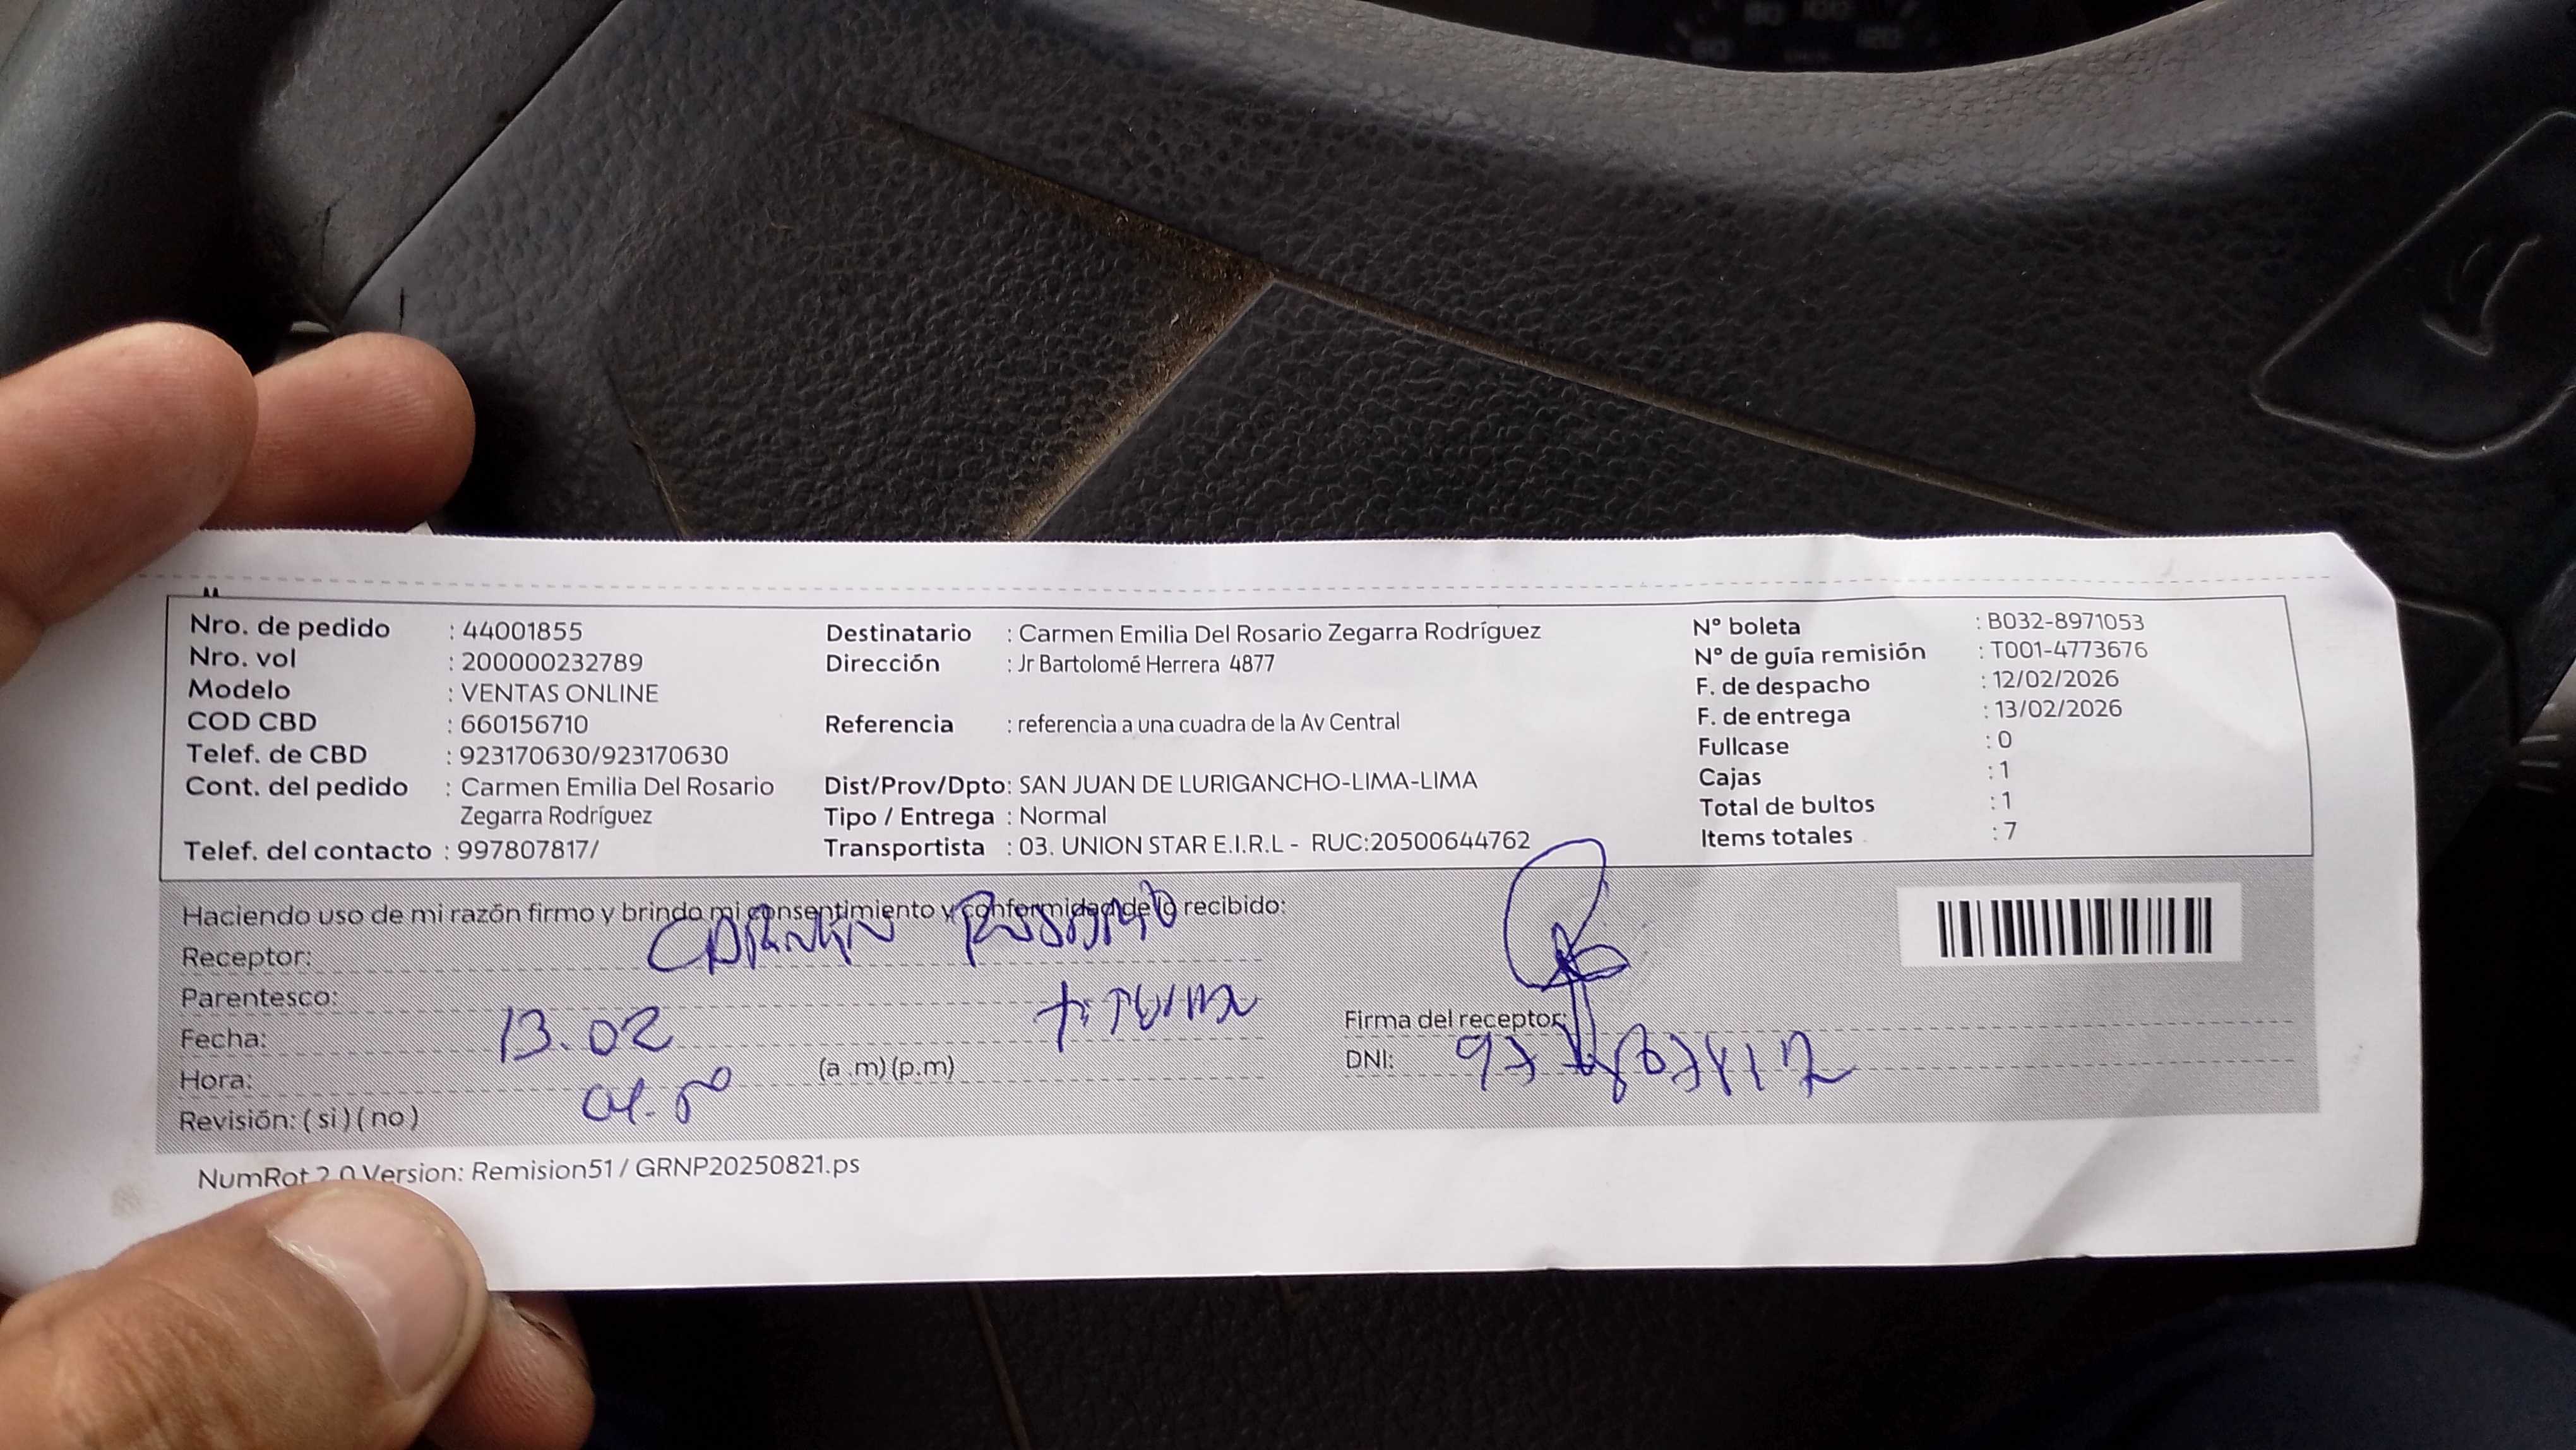 Nro. de pedido : 44001855
Nro. vol : 200000232789
Modelo : VENTAS ONLINE
COD CBD : 660156710
Telef. de CBD : 923170630/923170630
Cont. del pedido : Carmen Emilia Del Rosario
Zegarra Rodríguez
Telef. del contacto : 997807817/
Destinatario : Carmen Emilia Del Rosario Zegarra Rodríguez
Dirección : Jr Bartolomé Herrera 4877
Referencia : referencia a una cuadra de la Av Central
Dist/Prov/Dpto: SAN JUAN DE LURIGANCHO-LIMA-LIMA
Tipo / Entrega : Normal
Transportista : 03. UNION STAR E.I.R.L - RUC:20500644762
N° boleta : B032-8971053
N° de guía remisión : T001-4773676
F. de despacho : 12/02/2026
F. de entrega : 13/02/2026
Fullcase : 0
Cajas : 1
Total de bultos : 1
Items totales : 7
Haciendo uso de mi razón firmo y brindo mi consentimiento y conformidad de lo recibido:
Receptor: CARMEN ROSARIO
Parentesco: titular
Fecha: 13.02
Hora: (a .m) (p.m)
Revisión: ( si ) ( no )
Firma del receptor:
DNI:
NumRot 2.0 Version: Remision51 / GRNP20250821.ps